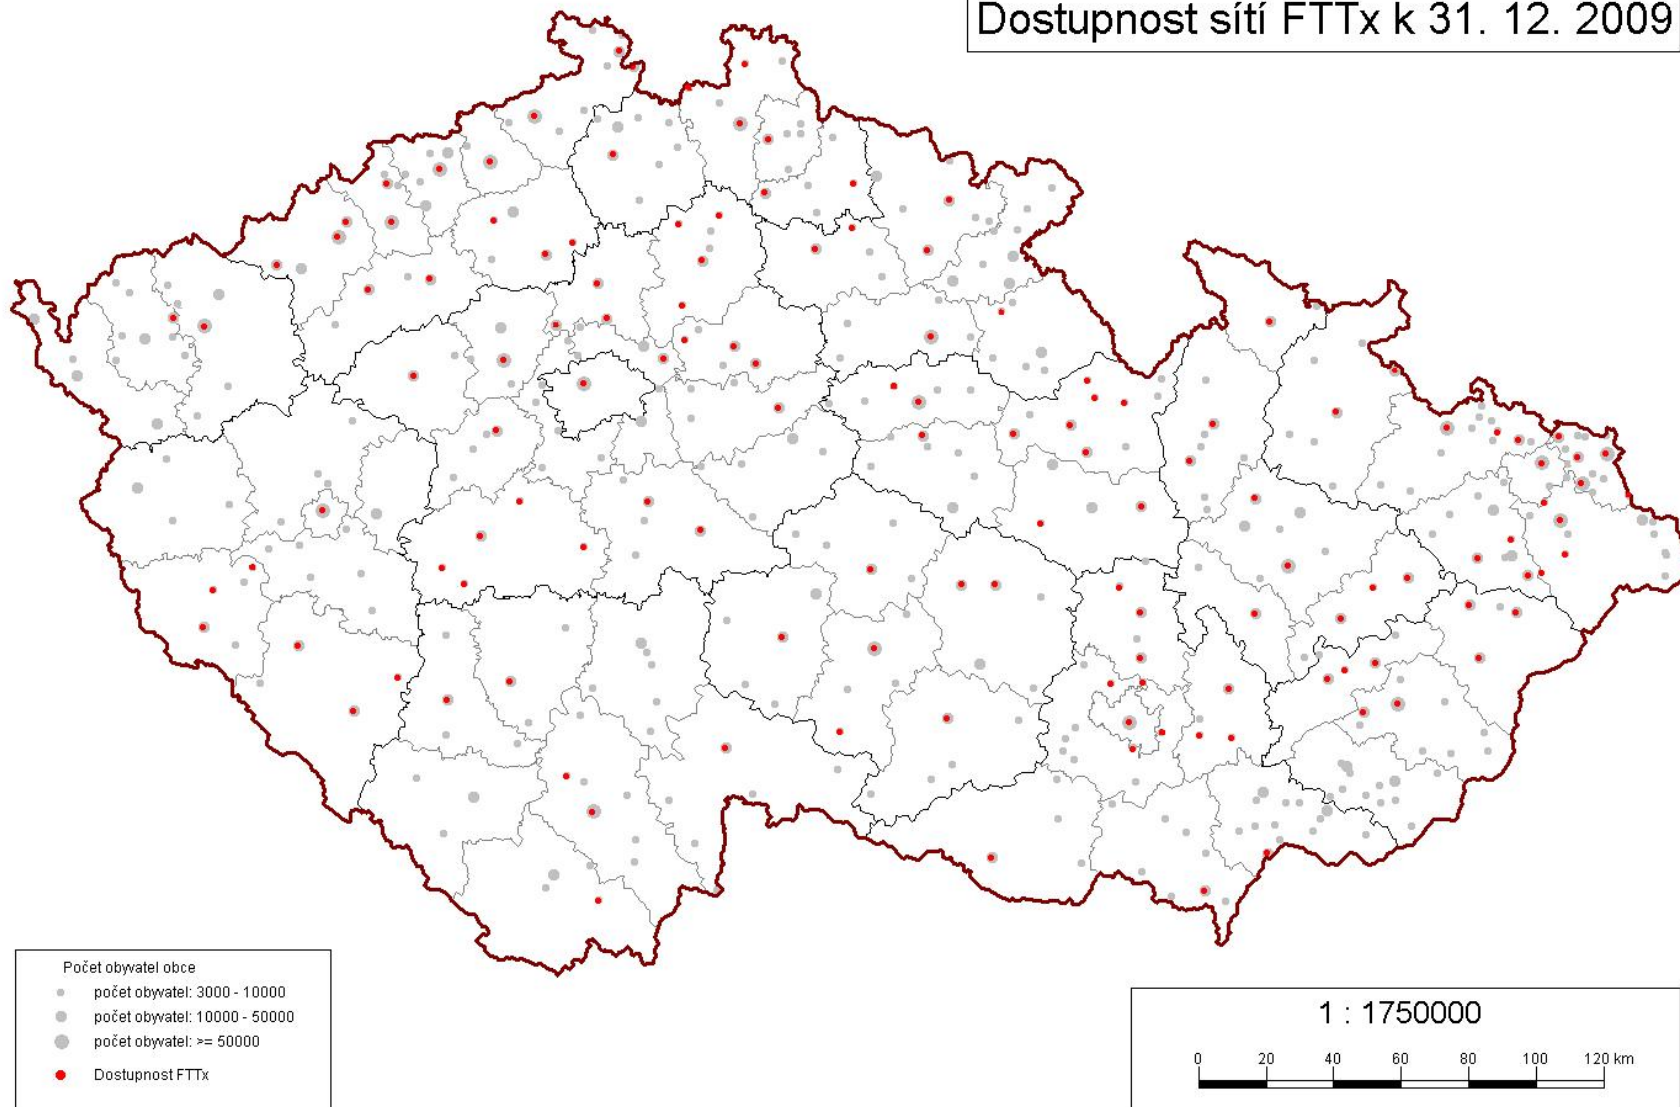 Dostupnost sítí FTTx k 31. 12. 2009
Počet obyvatel obce
počet obyvatel: 3000 - 10000
počet obyvatel: 10000 - 50000
počet obyvatel: >= 50000
Dostupnost FTTx
1 : 1750000
0 20 40 60 80 100 120 km